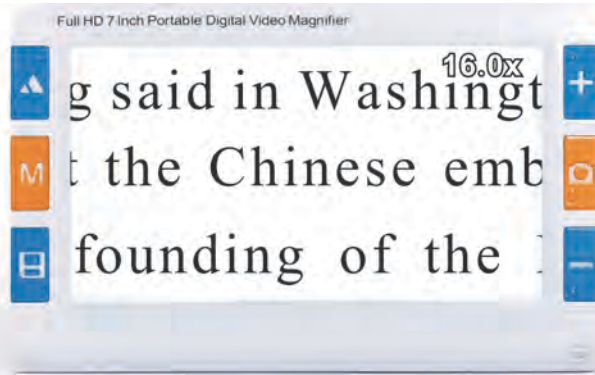 Full HD 7 Inch Portable Digital Video Magnifier
16.0x
g said in Washingt
t the Chinese emb
founding of the
M